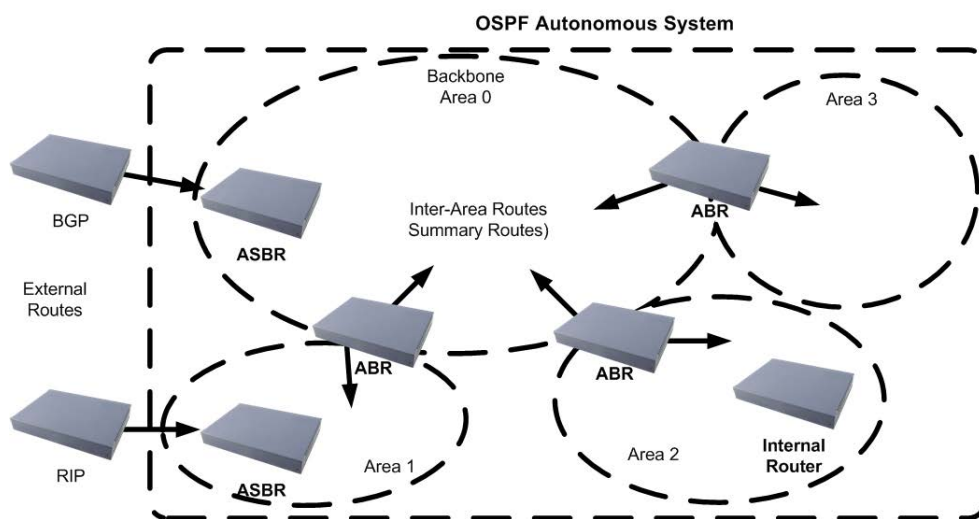 OSPF Autonomous System
Backbone
Area 0
Area 3
BGP
ASBR
Inter-Area Routes
Summary Routes)
ABR
External
Routes
ABR
ABR
RIP
ASBR
Area 1
Area 2
Internal
Router